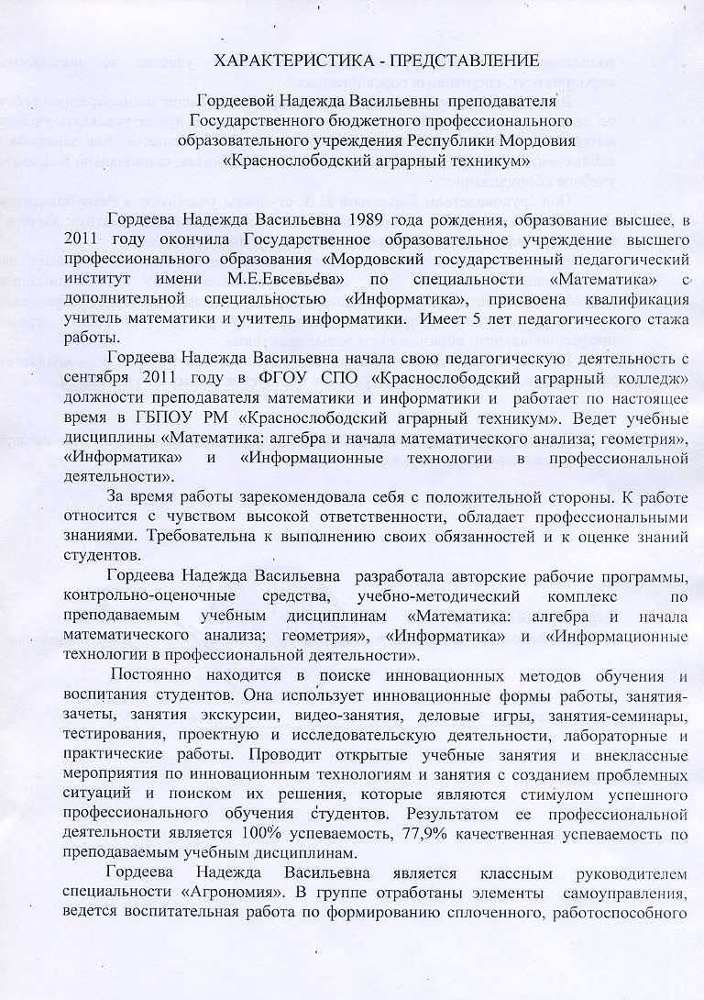 ХАРАКТЕРИСТИКА - ПРЕДСТАВЛЕНИЕ
Гордеевой Надежда Васильевны преподавателя
Государственного бюджетного профессионального
образовательного учреждения Республики Мордовия
«Краснослободский аграрный техникум»
Гордеева Надежда Васильевна 1989 года рождения, образование высшее, в
2011 году окончила Государственное образовательное учреждение высшего
профессионального образования «Мордовский государственный педагогический
институт имени М.Е.Евсевьева» по специальности «Математика» с
дополнительной специальностью «Информатика», присвоена квалификация
учитель математики и учитель информатики. Имеет 5 лет педагогического стажа
работы.
Гордеева Надежда Васильевна начала свою педагогическую деятельность с
сентября 2011 году в ФГОУ СПО «Краснослободский аграрный колледж»
должности преподавателя математики и информатики и работает по настоящее
время в ГБПОУ РМ «Краснослободский аграрный техникум». Ведет учебные
дисциплины «Математика: алгебра и начала математического анализа; геометрия»,
«Информатика» и «Информационные технологии в профессиональной
деятельности».
За время работы зарекомендовала себя с положительной стороны. К работе
относится с чувством высокой ответственности, обладает профессиональными
знаниями. Требовательна к выполнению своих обязанностей и к оценке знаний
студентов.
Гордеева Надежда Васильевна разработала авторские рабочие программы,
контрольно-оценочные средства, учебно-методический комплекс по
преподаваемым учебным дисциплинам «Математика: алгебра и начала
математического анализа; геометрия», «Информатика» и «Информационные
технологии в профессиональной деятельности».
Постоянно находится в поиске инновационных методов обучения и
воспитания студентов. Она использует инновационные формы работы, занятия-
зачеты, занятия экскурсии, видео-занятия, деловые игры, занятия-семинары,
тестирования, проектную и исследовательскую деятельности, лабораторные и
практические работы. Проводит открытые учебные занятия и внеклассные
мероприятия по инновационным технологиям и занятия с созданием проблемных
ситуаций и поиском их решения, которые являются стимулом успешного
профессионального обучения студентов. Результатом ее профессиональной
деятельности является 100% успеваемость, 77,9% качественная успеваемость по
преподаваемым учебным дисциплинам.
Гордеева Надежда Васильевна является классным руководителем
специальности «Агрономия». В группе отработаны элементы самоуправления,
ведется воспитательная работа по формированию сплоченного, работоспособного